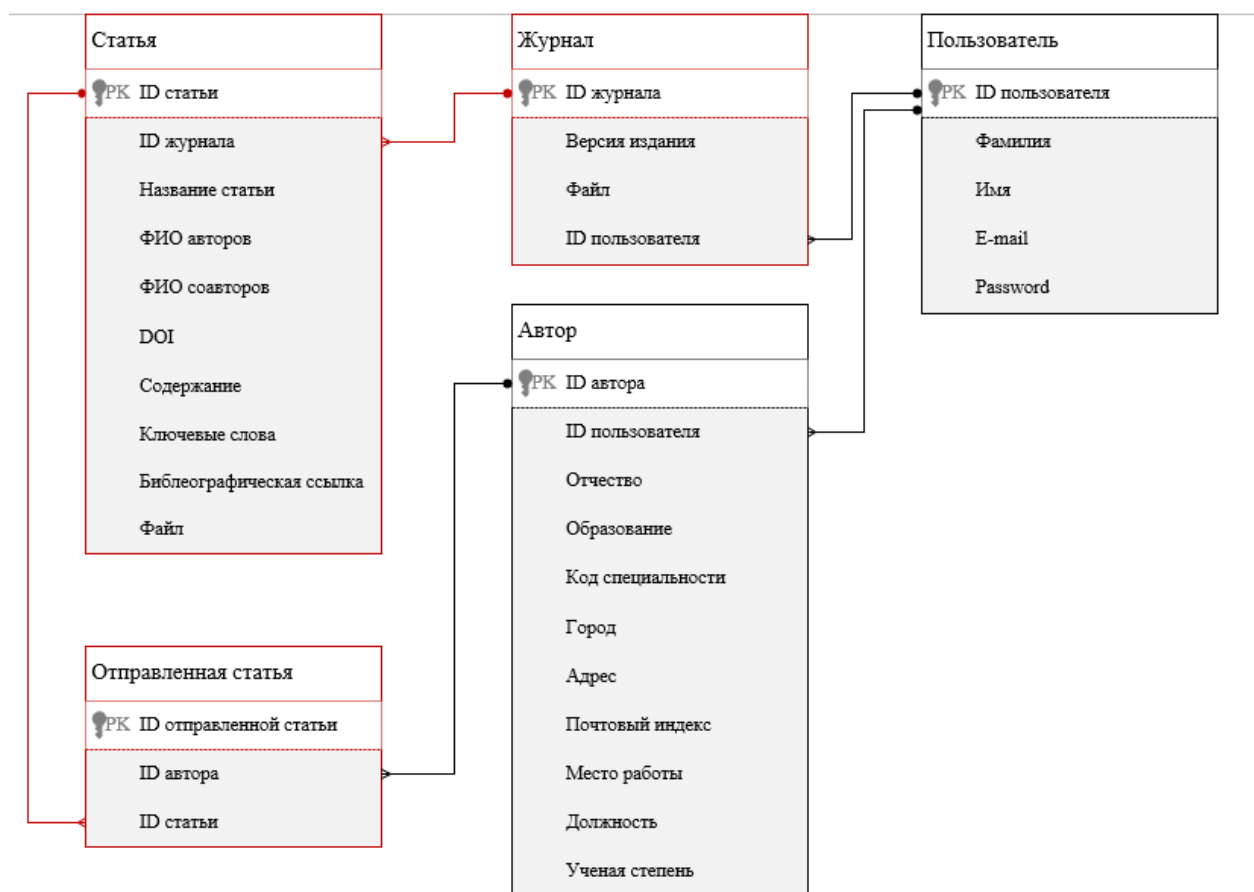 Статья
PK ID статьи
ID журнала
Название статьи
ФИО авторов
ФИО соавторов
DOI
Содержание
Ключевые слова
Библеографическая ссылка
Файл
Журнал
PK ID журнала
Версия издания
Файл
ID пользователя
Пользователь
PK ID пользователя
Фамилия
Имя
E-mail
Password
Автор
PK ID автора
ID пользователя
Отчество
Образование
Код специальности
Город
Адрес
Почтовый индекс
Место работы
Должность
Ученая степень
Отправленная статья
PK ID отправленной статьи
ID автора
ID статьи